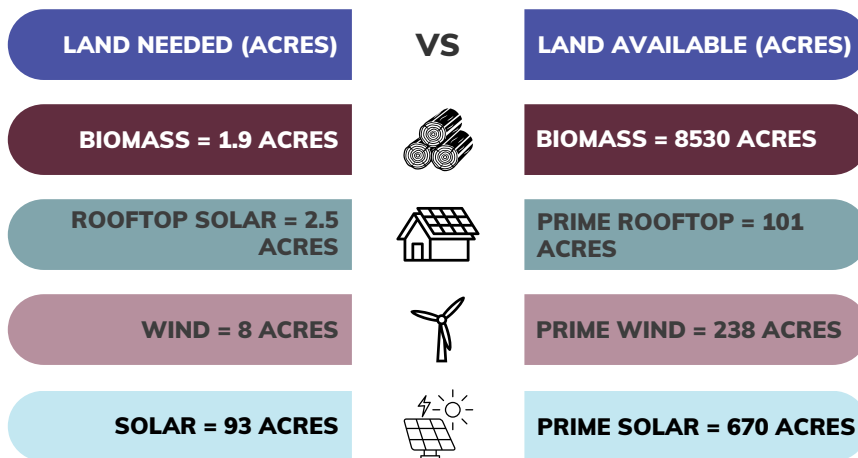 LAND NEEDED (ACRES)
VS
LAND AVAILABLE (ACRES)
BIOMASS = 1.9 ACRES
BIOMASS = 8530 ACRES
ROOFTOP SOLAR = 2.5
ACRES
PRIME ROOFTOP = 101
ACRES
WIND = 8 ACRES
PRIME WIND = 238 ACRES
SOLAR = 93 ACRES
PRIME SOLAR = 670 ACRES